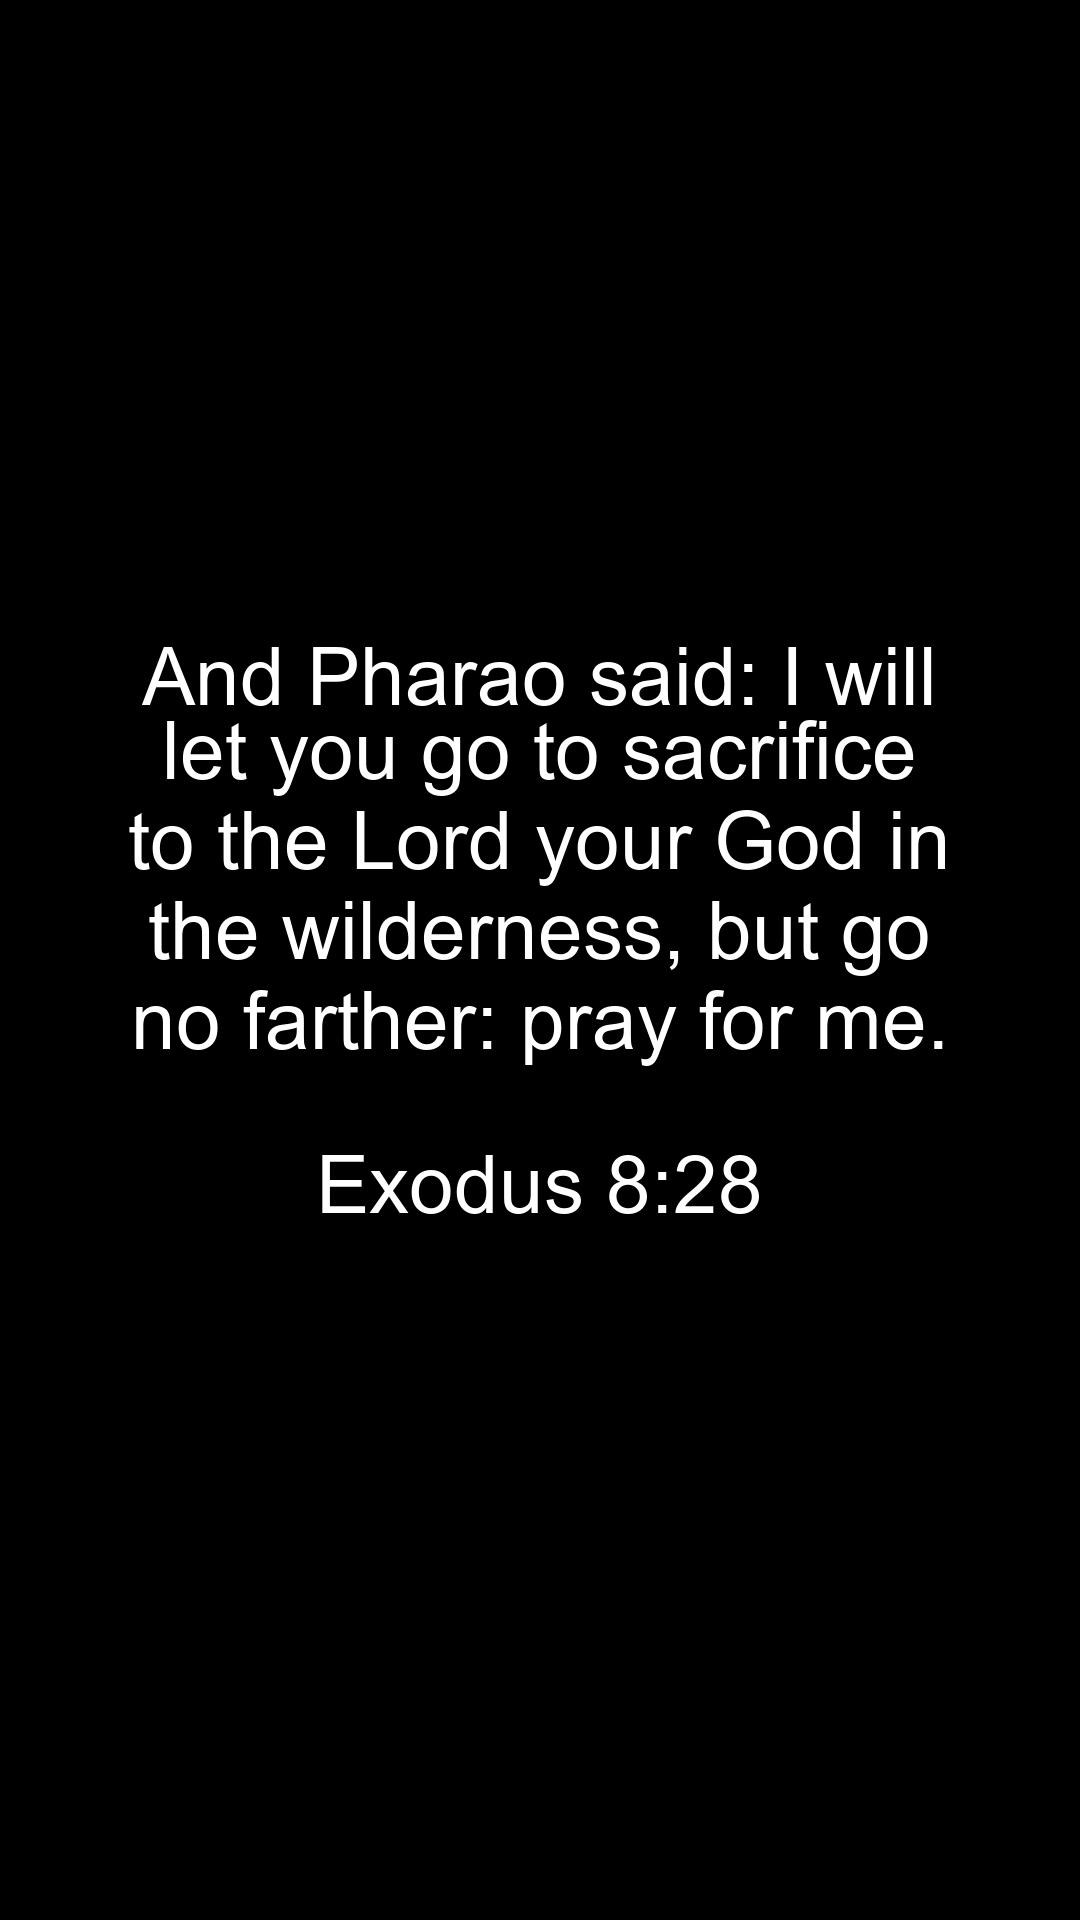 And Pharao said: I will
let you go to sacrifice
to the Lord your God in
the wilderness, but go
no farther: pray for me.
Exodus 8:28